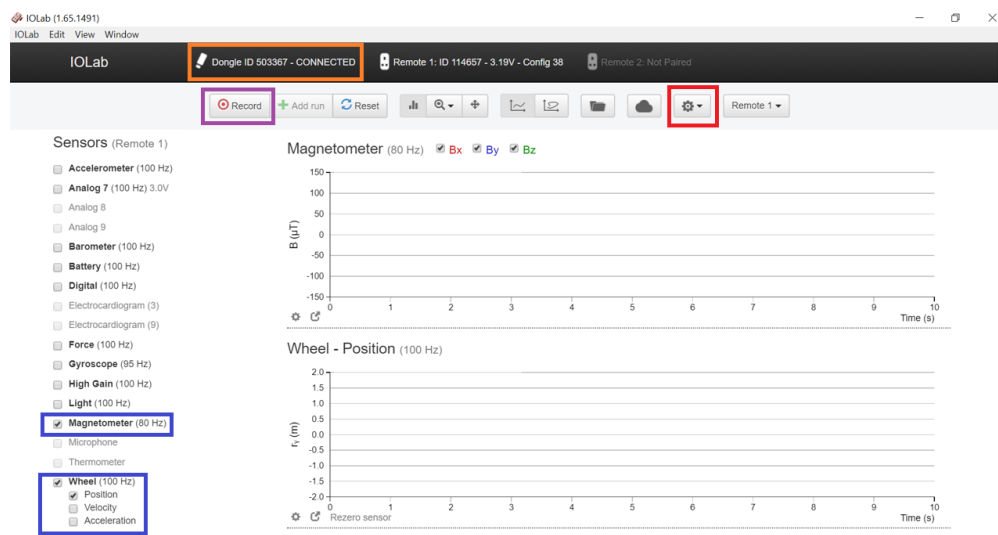 IOLab (1.65.1491)
IOLab Edit View Window
IOLab Dongle ID 503367 - CONNECTED Remote 1: ID 114657 - 3.19V - Config 38 Remote 2: Not Paired
Record Add run Reset Remote 1
Sensors (Remote 1)
Accelerometer (100 Hz)
Analog 7 (100 Hz) 3.0V
Analog 8
Analog 9
Barometer (100 Hz)
Battery (100 Hz)
Digital (100 Hz)
Electrocardiogram (3)
Electrocardiogram (9)
Force (100 Hz)
Gyroscope (95 Hz)
High Gain (100 Hz)
Light (100 Hz)
Magnetometer (80 Hz)
Microphone
Thermometer
Wheel (100 Hz)
Position
Velocity
Acceleration
Magnetometer (80 Hz) Bx By Bz
B (μT)
150
100
50
0
-50
-100
-150
0 1 2 3 4 5 6 7 8 9 10
Time (s)
Wheel - Position (100 Hz)
rᵧ (m)
2.0
1.5
1.0
0.5
0.0
-0.5
-1.0
-1.5
-2.0
0 1 2 3 4 5 6 7 8 9 10
Rezero sensor Time (s)